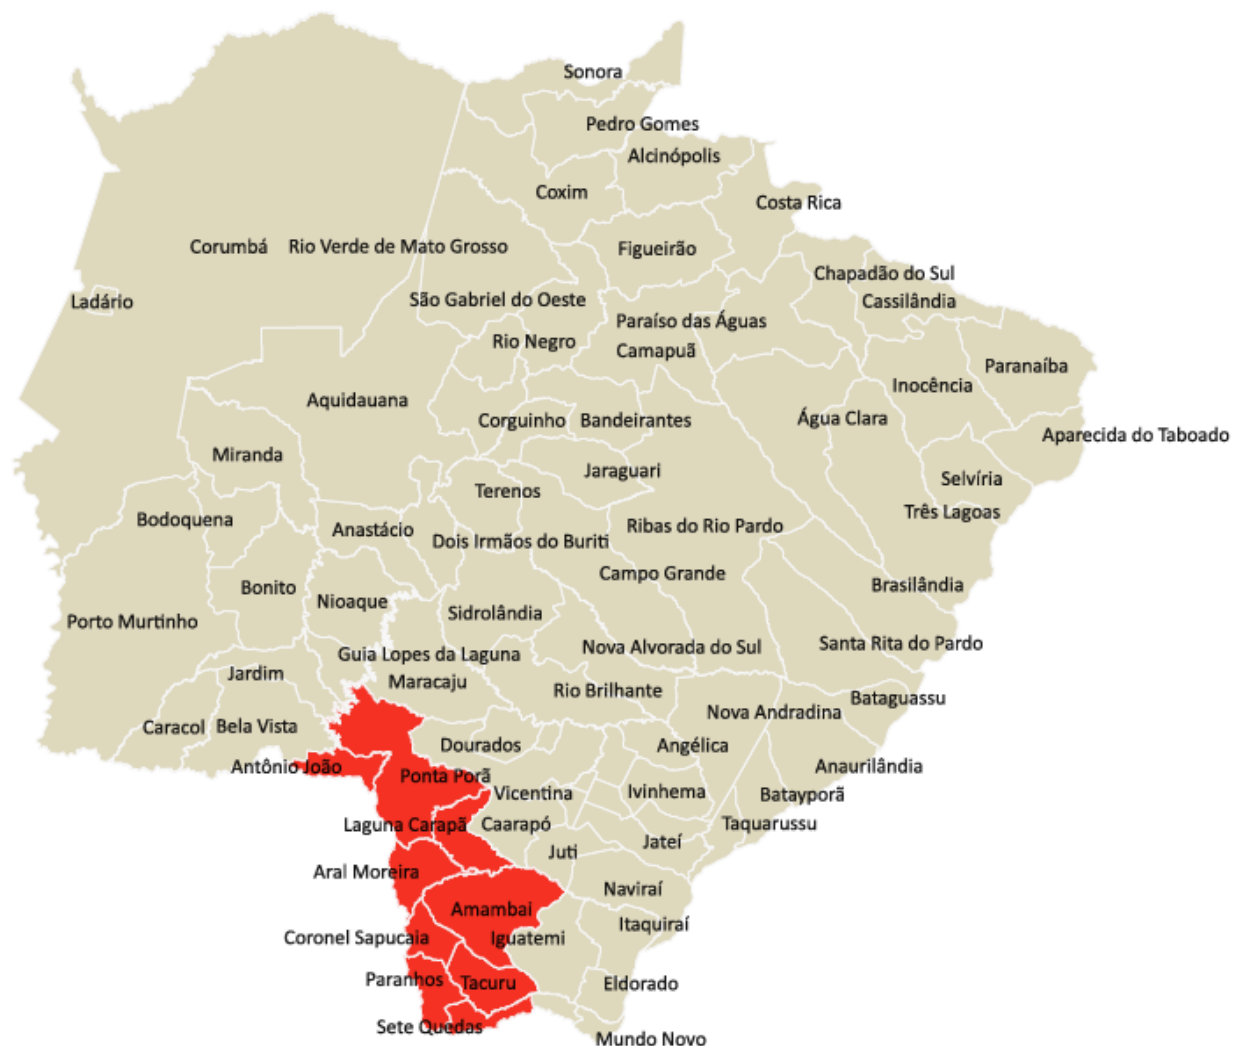 Sonora
Pedro Gomes
Alcinópolis
Coxim
Costa Rica
Corumbá
Rio Verde de Mato Grosso
Figueirão
Chapadão do Sul
Ladário
São Gabriel do Oeste
Cassilândia
Paraíso das Águas
Rio Negro
Camapuã
Paranaíba
Inocência
Aquidauana
Corguinho
Bandeirantes
Água Clara
Aparecida do Taboado
Miranda
Jaraguari
Selvíria
Terenos
Três Lagoas
Bodoquena
Anastácio
Ribas do Rio Pardo
Dois Irmãos do Buriti
Campo Grande
Brasilândia
Bonito
Nioaque
Sidrolândia
Porto Murtinho
Nova Alvorada do Sul
Santa Rita do Pardo
Guia Lopes da Laguna
Jardim
Maracaju
Rio Brilhante
Bataguassu
Nova Andradina
Caracol
Bela Vista
Dourados
Angélica
Antônio João
Ponta Porã
Anaurilândia
Vicentina
Ivinhema
Batayporã
Laguna Carapã
Caarapó
Taquarussu
Jateí
Juti
Aral Moreira
Naviraí
Amambai
Itaquiraí
Coronel Sapucaia
Iguatemi
Paranhos
Tacuru
Eldorado
Sete Quedas
Mundo Novo